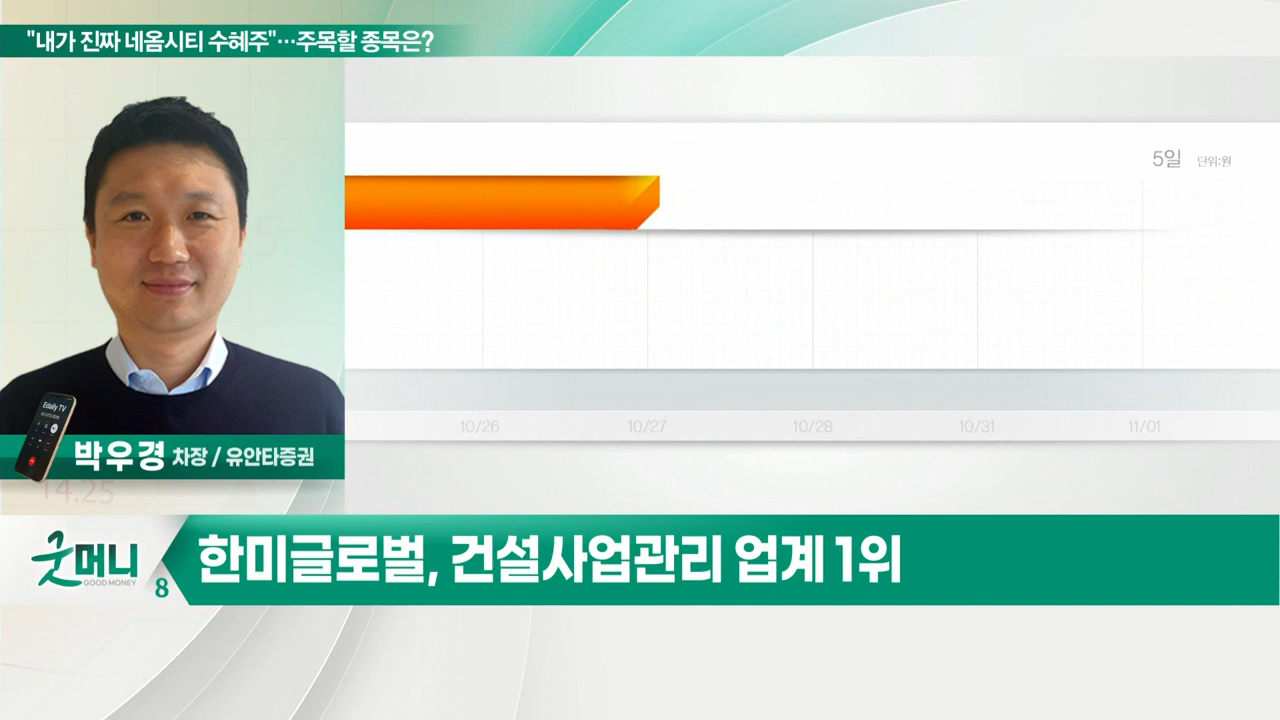 "내가 진짜 네옴시티 수혜주"…주목할 종목은?
5일 단위:원
5
Edaily TV
10/26 10/27 10/28 10/31 11/01
박우경 차장 / 유안타증권
14.25
굿머니
GOOD MONEY
8
한미글로벌, 건설사업관리 업계 1위